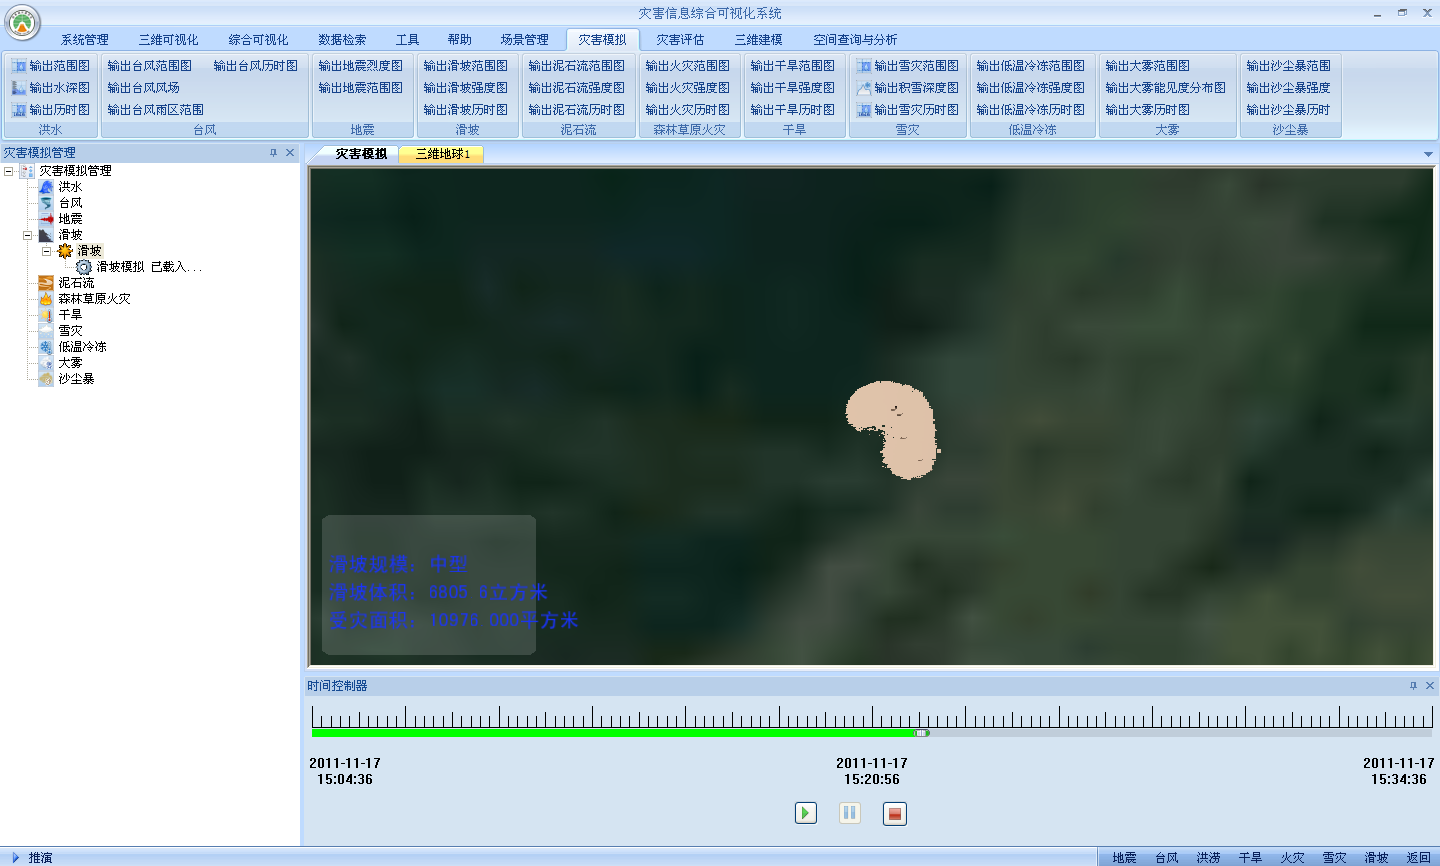 灾害信息综合可视化系统
系统管理 三维可视化 综合可视化 数据检索 工具 帮助 场景管理 灾害模拟 灾害评估 三维建模 空间查询与分析
输出范围图 输出台风范围图 输出台风历时图 输出地震烈度图 输出滑坡范围图 输出泥石流范围图 输出火灾范围图 输出干旱范围图 输出雪灾范围图 输出低温冷冻范围图 输出大雾范围图 输出沙尘暴范围
输出水深图 输出台风风场 输出地震范围图 输出滑坡强度图 输出泥石流强度图 输出火灾强度图 输出干旱强度图 输出积雪深度图 输出低温冷冻强度图 输出大雾能见度分布图 输出沙尘暴强度
输出历时图 输出台风雨区范围 输出滑坡历时图 输出泥石流历时图 输出火灾历时图 输出干旱历时图 输出雪灾历时图 输出低温冷冻历时图 输出大雾历时图 输出沙尘暴历时
洪水 台风 地震 滑坡 泥石流 森林草原火灾 干旱 雪灾 低温冷冻 大雾 沙尘暴
灾害模拟管理
灾害模拟管理
洪水
台风
地震
滑坡
滑坡
滑坡模拟 已载入...
泥石流
森林草原火灾
干旱
雪灾
低温冷冻
大雾
沙尘暴
灾害模拟 三维地球1
滑坡规模：中型
滑坡体积：立方米
受灾面积：平方米
时间控制器
2011-11-17 2011-11-17 2011-11-17
15:04:36 15:20:56 15:34:36
推演 地震 台风 洪涝 干旱 火灾 雪灾 滑坡 返回